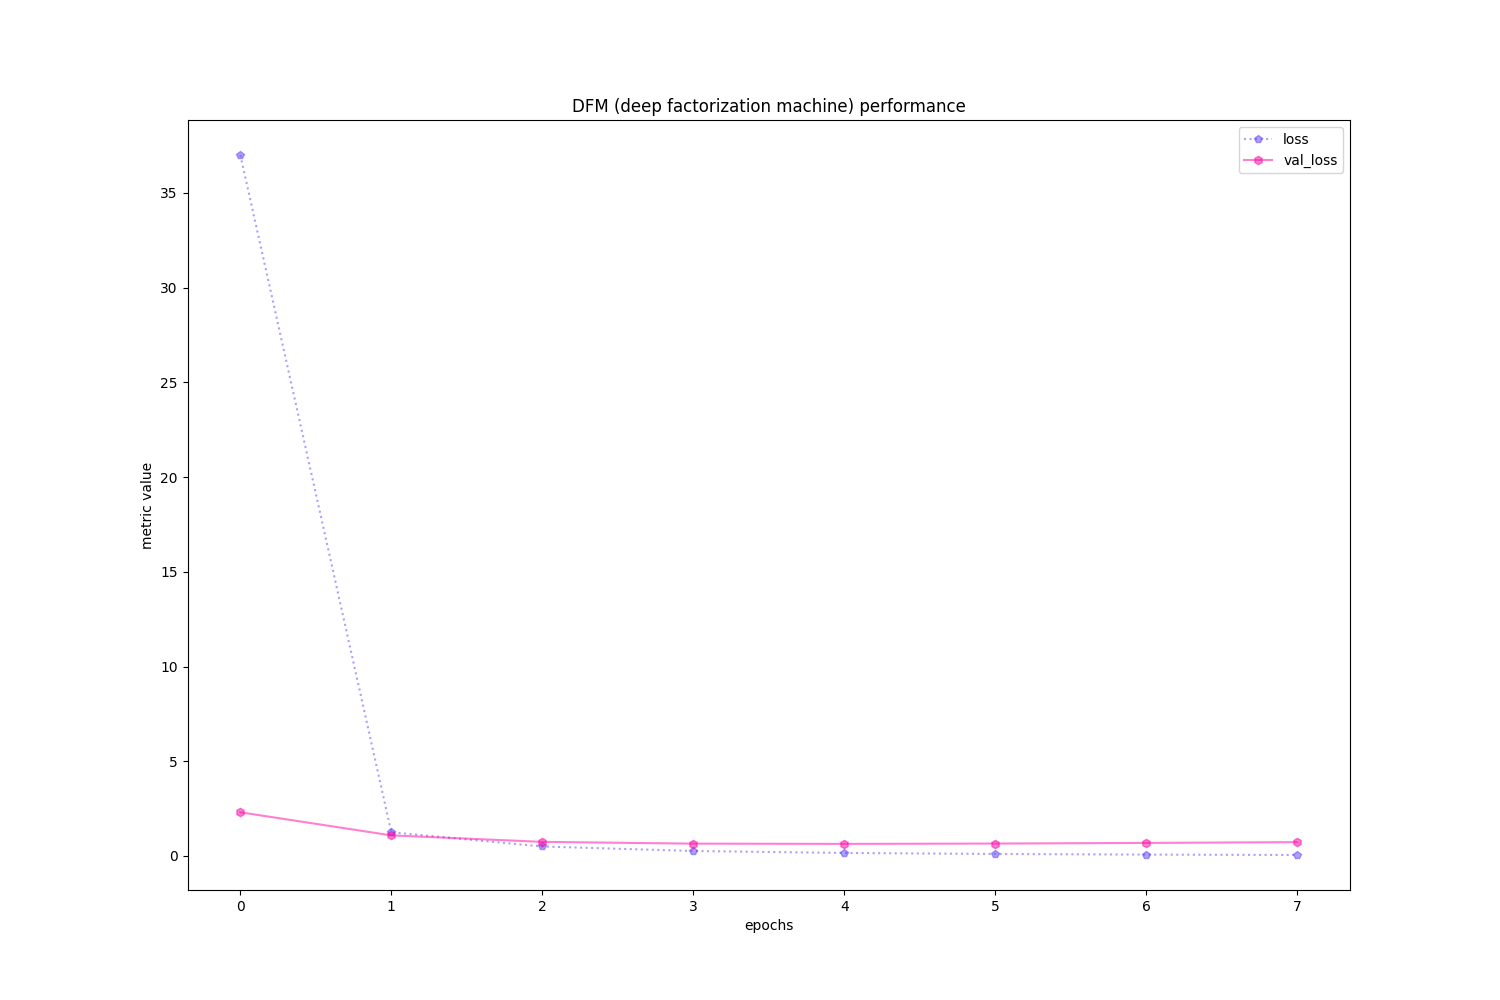 DFM (deep factorization machine) performance
loss
val_loss
metric value
35
30
25
20
15
10
5
0
0 1 2 3 4 5 6 7
epochs